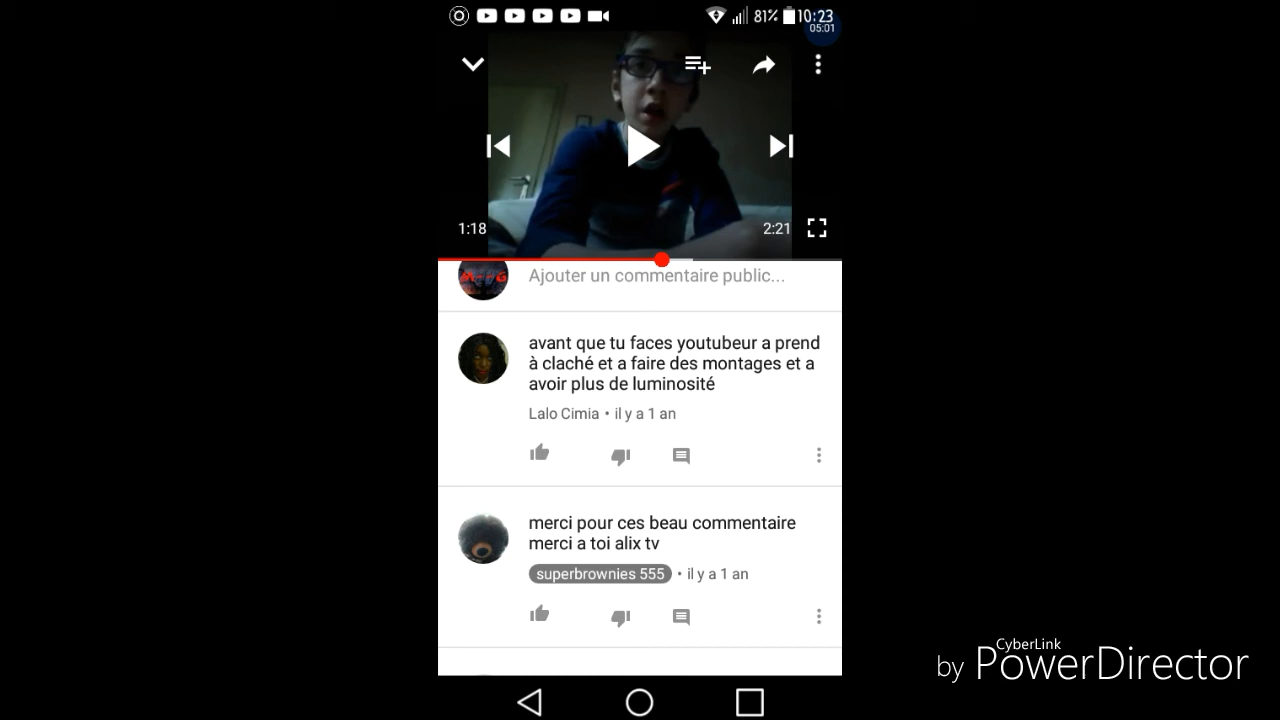 81% 10:23
05:01
1:18
2:21
Ajouter un commentaire public...
avant que tu faces youtubeur a prend
à claché et a faire des montages et a
avoir plus de luminosité
Lalo Cimia • il y a 1 an
merci pour ces beau commentaire
merci a toi alix tv
superbrownies 555 • il y a 1 an
CyberLink
by PowerDirector